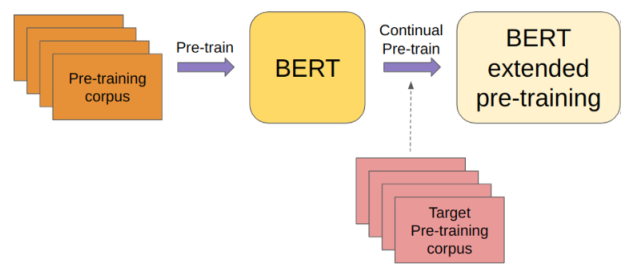 Pre-training
corpus
Pre-train
BERT
Continual
Pre-train
BERT
extended
pre-training
Target
Pre-training
corpus